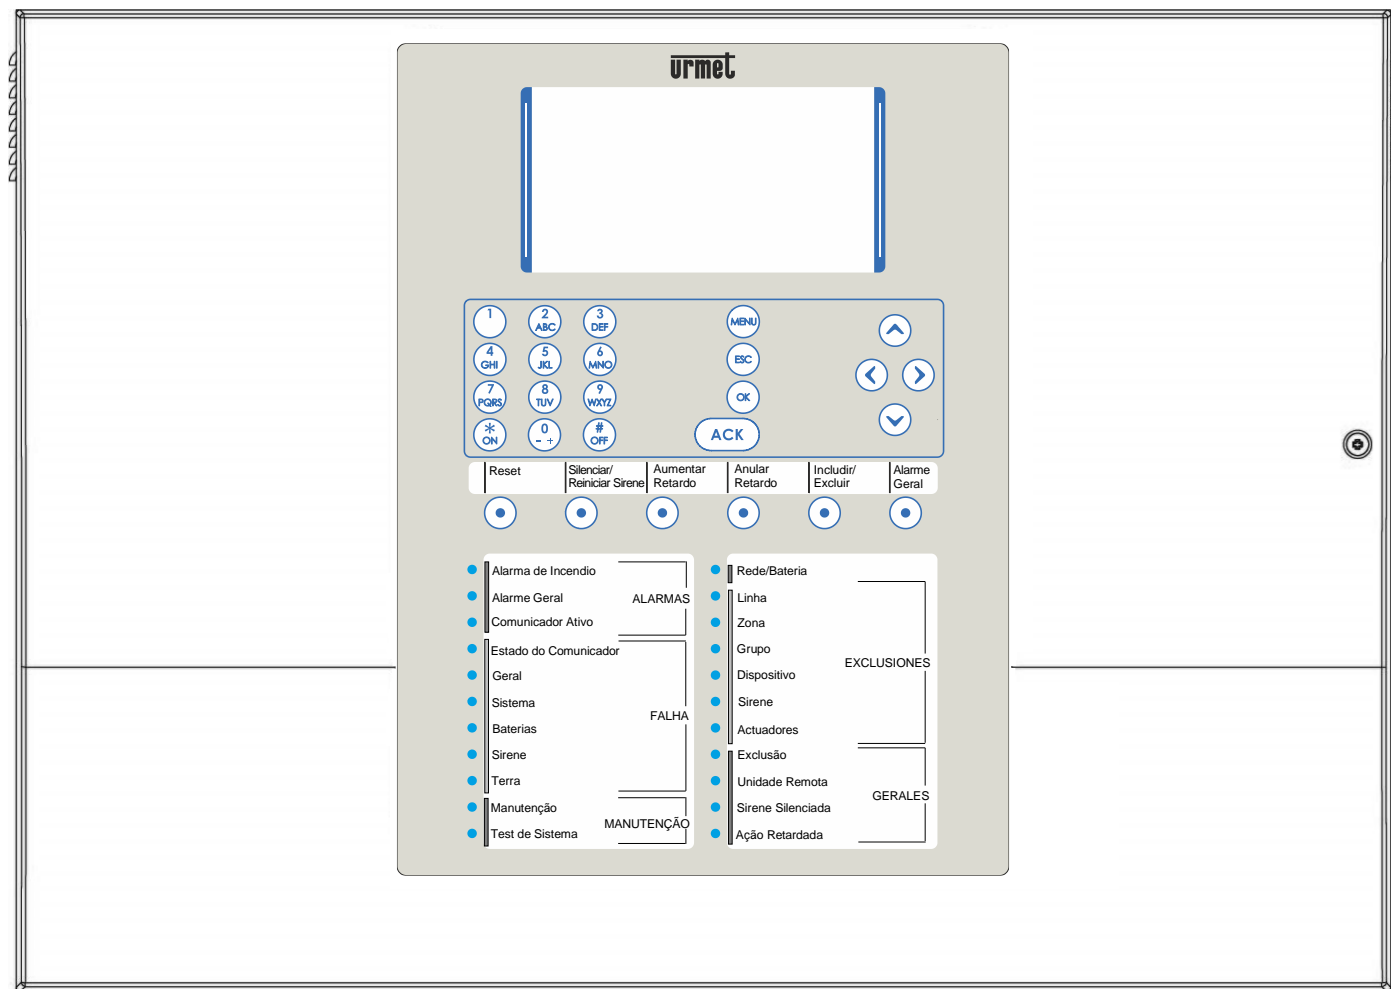 urmet
1
2
ABC
3
DEF
MENU
4
GHI
5
JKL
6
MNO
ESC
7
PQRS
8
TUV
9
WXYZ
OK
*
ON
0
- +
#
OFF
ACK
Reset
Silenciar/
Reiniciar Sirene
Aumentar
Retardo
Anular
Retardo
Includir/
Excluir
Alarme
Geral
Alarma de Incendio
Alarme Geral
Comunicador Ativo
ALARMAS
Estado do Comunicador
Geral
Sistema
Baterias
Sirene
Terra
FALHA
Manutenção
Test de Sistema
MANUTENÇÃO
Rede/Bateria
Linha
Zona
Grupo
Dispositivo
Sirene
Actuadores
EXCLUSIONES
Exclusão
Unidade Remota
Sirene Silenciada
Ação Retardada
GERALES